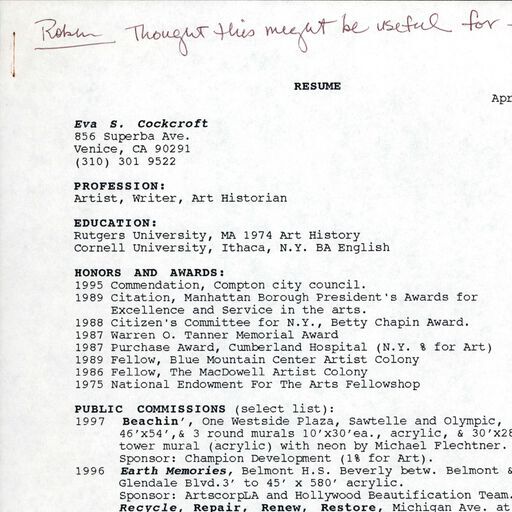 Robin Thought this might be useful for
RESUME
Apr
Eva S. Cockcroft
856 Superba Ave.
Venice, CA 90291
(310) 301 9522
PROFESSION:
Artist, Writer, Art Historian
EDUCATION:
Rutgers University, MA 1974 Art History
Cornell University, Ithaca, N.Y. BA English
HONORS AND AWARDS:
1995 Commendation, Compton city council.
1989 Citation, Manhattan Borough President's Awards for
Excellence and Service in the arts.
1988 Citizen's Committee for N.Y., Betty Chapin Award.
1987 Warren O. Tanner Memorial Award
1987 Purchase Award, Cumberland Hospital (N.Y. % for Art)
1989 Fellow, Blue Mountain Center Artist Colony
1986 Fellow, The MacDowell Artist Colony
1975 National Endowment For The Arts Fellowship
PUBLIC COMMISSIONS (select list):
1997 Beachin', One Westside Plaza, Sawtelle and Olympic,
46'x54',& 3 round murals 10'x30'ea., acrylic, & 30'x28
tower mural (acrylic) with neon by Michael Flechtner.
Sponsor: Champion Development (1% for Art).
1996 Earth Memories, Belmont H.S. Beverly betw. Belmont &
Glendale Blvd.3' to 45' x 580' acrylic.
Sponsor: ArtscorpLA and Hollywood Beautification Team.
Recycle, Repair, Renew, Restore, Michigan Ave. at